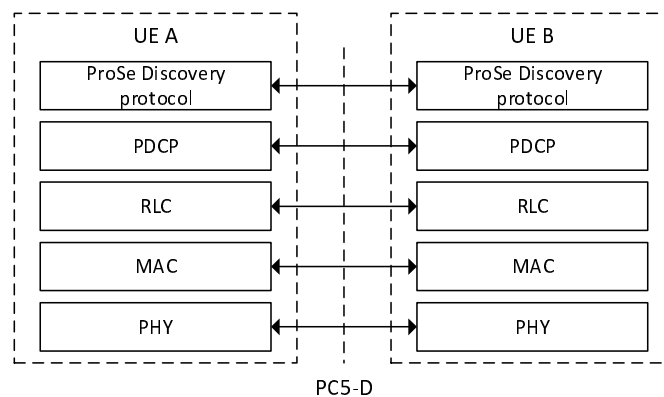 UE A
UE B
ProSe Discovery
protocol
ProSe Discovery
protocol
PDCP
PDCP
RLC
RLC
MAC
MAC
PHY
PHY
PC5-D